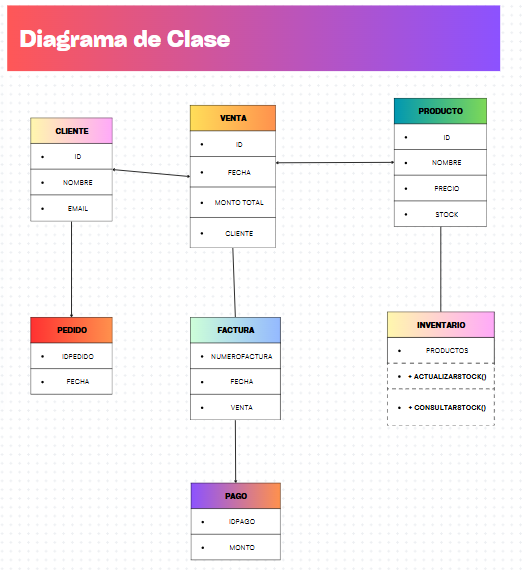 Diagrama de Clase
CLIENTE
• ID
• NOMBRE
• EMAIL
VENTA
• ID
• FECHA
• MONTO TOTAL
• CLIENTE
PRODUCTO
• ID
• NOMBRE
• PRECIO
• STOCK
PEDIDO
• IDPEDIDO
• FECHA
FACTURA
• NUMEROFACTURA
• FECHA
• VENTA
INVENTARIO
• PRODUCTOS
• + ACTUALIZARSTOCK()
• + CONSULTARSTOCK()
PAGO
• IDPAGO
• MONTO